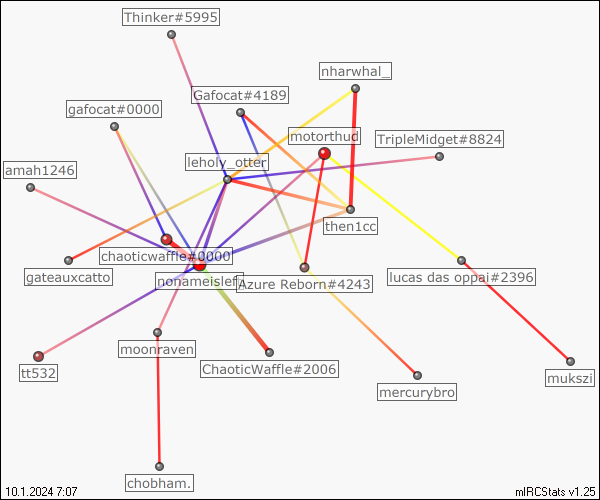 Thinker#5995
nharwhal_
Gafocat#4189
gafocat#0000
motorthud
TripleMidget#8824
leholy_otter
amah1246
then1cc
chaoticwaffle#0000
gateauxcatto
nonameisleft
Azure Reborn#4243
lucas das oppai#2396
moonraven
ChaoticWaffle#2006
tt532
mukszi
mercurybro
chobham.
10.1.2024 7:07
mIRCStats v1.25